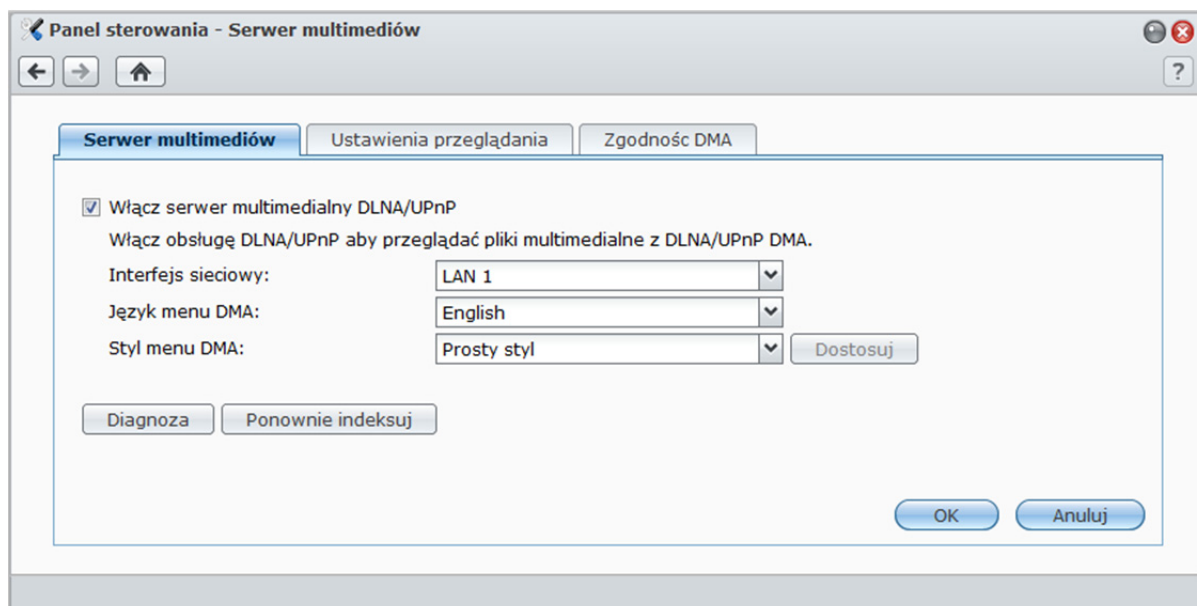 Panel sterowania - Serwer multimediów
?
Serwer multimediów Ustawienia przeglądania Zgodnośc DMA
Włącz serwer multimedialny DLNA/UPnP
Włącz obsługę DLNA/UPnP aby przeglądać pliki multimedialne z DLNA/UPnP DMA.
Interfejs sieciowy: LAN 1
Język menu DMA: English
Styl menu DMA: Prosty styl Dostosuj
Diagnoza Ponownie indeksuj
OK Anuluj